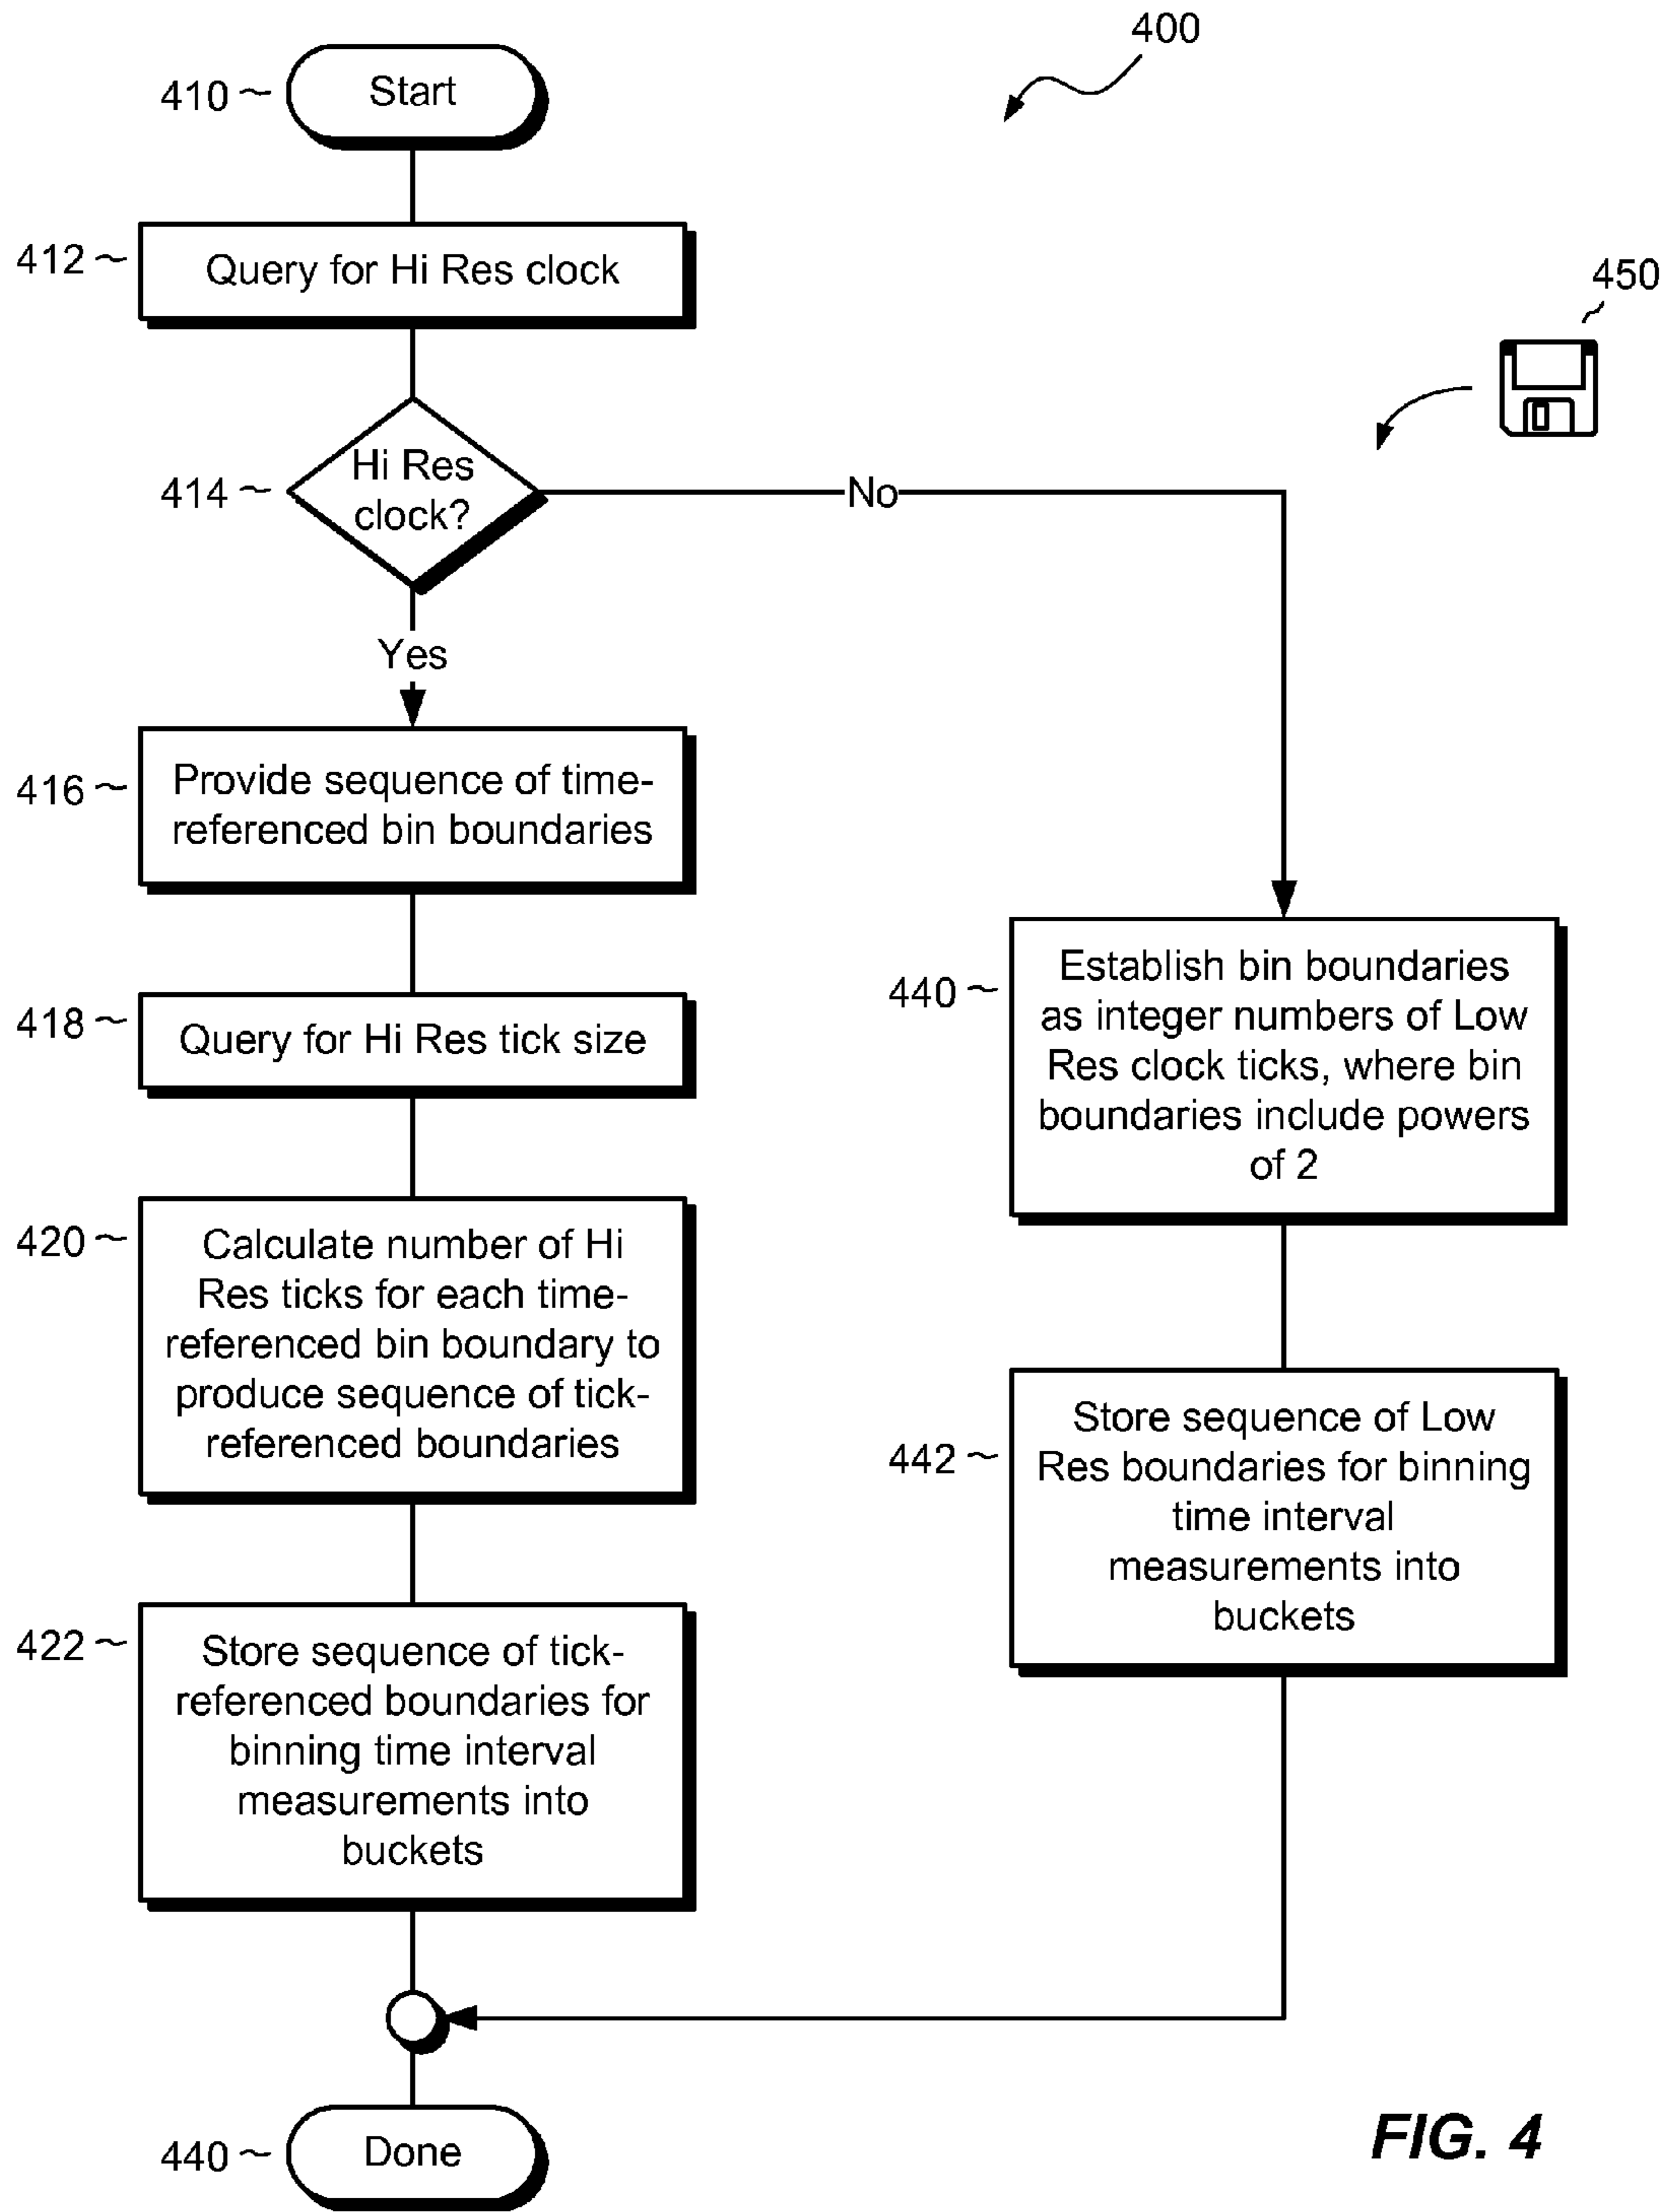 400
410 ~ Start
412 ~ Query for Hi Res clock
450
414 ~ Hi Res
clock?
No
Yes
416 ~ Provide sequence of time-
referenced bin boundaries
418 ~ Query for Hi Res tick size
440 ~ Establish bin boundaries
as integer numbers of Low
Res clock ticks, where bin
boundaries include powers
of 2
420 ~ Calculate number of Hi
Res ticks for each time-
referenced bin boundary to
produce sequence of tick-
referenced boundaries
442 ~ Store sequence of Low
Res boundaries for binning
time interval
measurements into
buckets
422 ~ Store sequence of tick-
referenced boundaries for
binning time interval
measurements into
buckets
440 ~ Done
FIG. 4